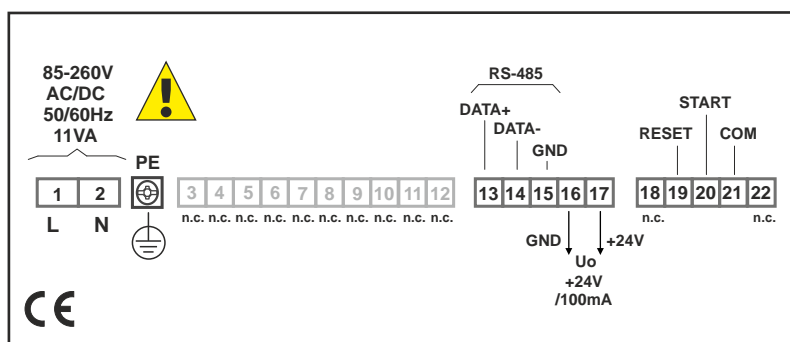 85-260V
AC/DC
50/60Hz
11VA
PE
1 2
L N
3 4 5 6 7 8 9 10 11 12
n.c. n.c. n.c. n.c. n.c. n.c. n.c. n.c. n.c. n.c.
RS-485
DATA+
DATA-
GND
13 14 15 16 17
GND
+24V
Uo
+24V
/100mA
START
RESET COM
18 19 20 21 22
n.c. n.c.
CE